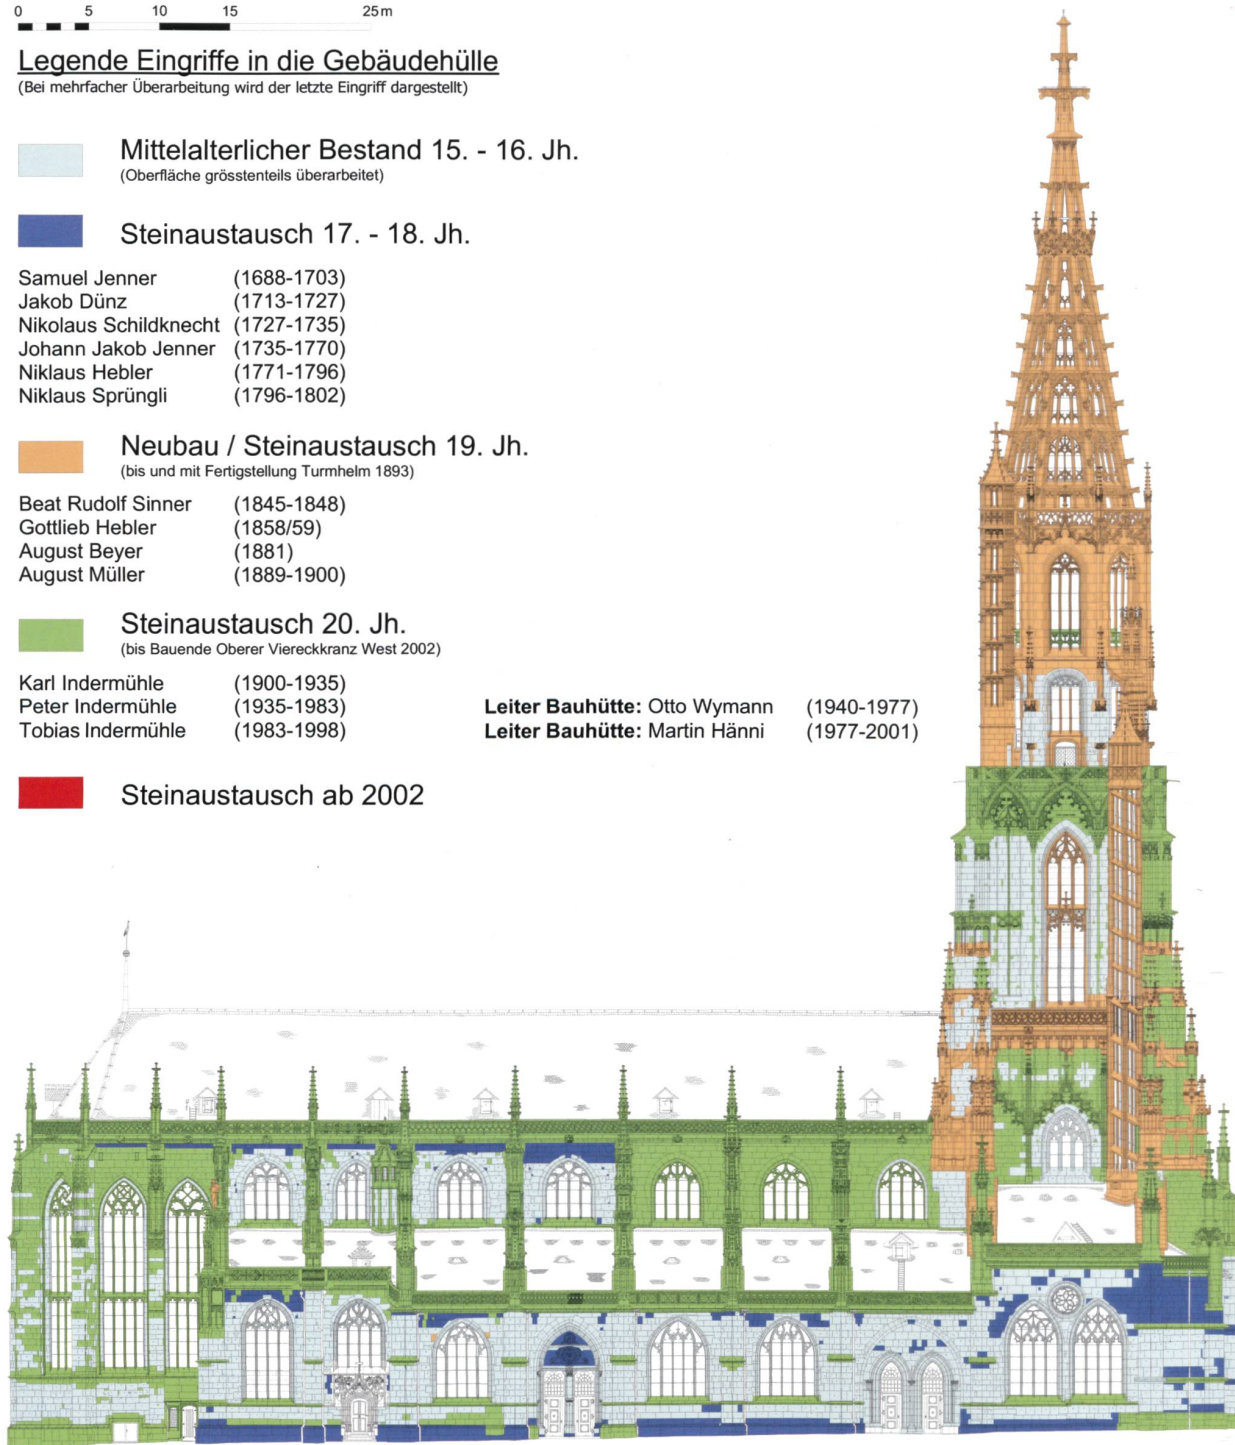 0 5 10 15 25 m
Legende Eingriffe in die Gebäudehülle
(Bei mehrfacher Überarbeitung wird der letzte Eingriff dargestellt)
Mittelalterlicher Bestand 15. - 16. Jh.
(Oberfläche grösstenteils überarbeitet)
Steinaustausch 17. - 18. Jh.
Samuel Jenner (1688-1703)
Jakob Dünz (1713-1727)
Nikolaus Schildknecht (1727-1735)
Johann Jakob Jenner (1735-1770)
Niklaus Hebler (1771-1796)
Niklaus Sprüngli (1796-1802)
Neubau / Steinaustausch 19. Jh.
(bis und mit Fertigstellung Turmhelm 1893)
Beat Rudolf Sinner (1845-1848)
Gottlieb Hebler (1858/59)
August Beyer (1881)
August Müller (1889-1900)
Steinaustausch 20. Jh.
(bis Bauende Oberer Viereckkranz West 2002)
Karl Indermühle (1900-1935)
Peter Indermühle (1935-1983) Leiter Bauhütte: Otto Wymann (1940-1977)
Tobias Indermühle (1983-1998) Leiter Bauhütte: Martin Hänni (1977-2001)
Steinaustausch ab 2002